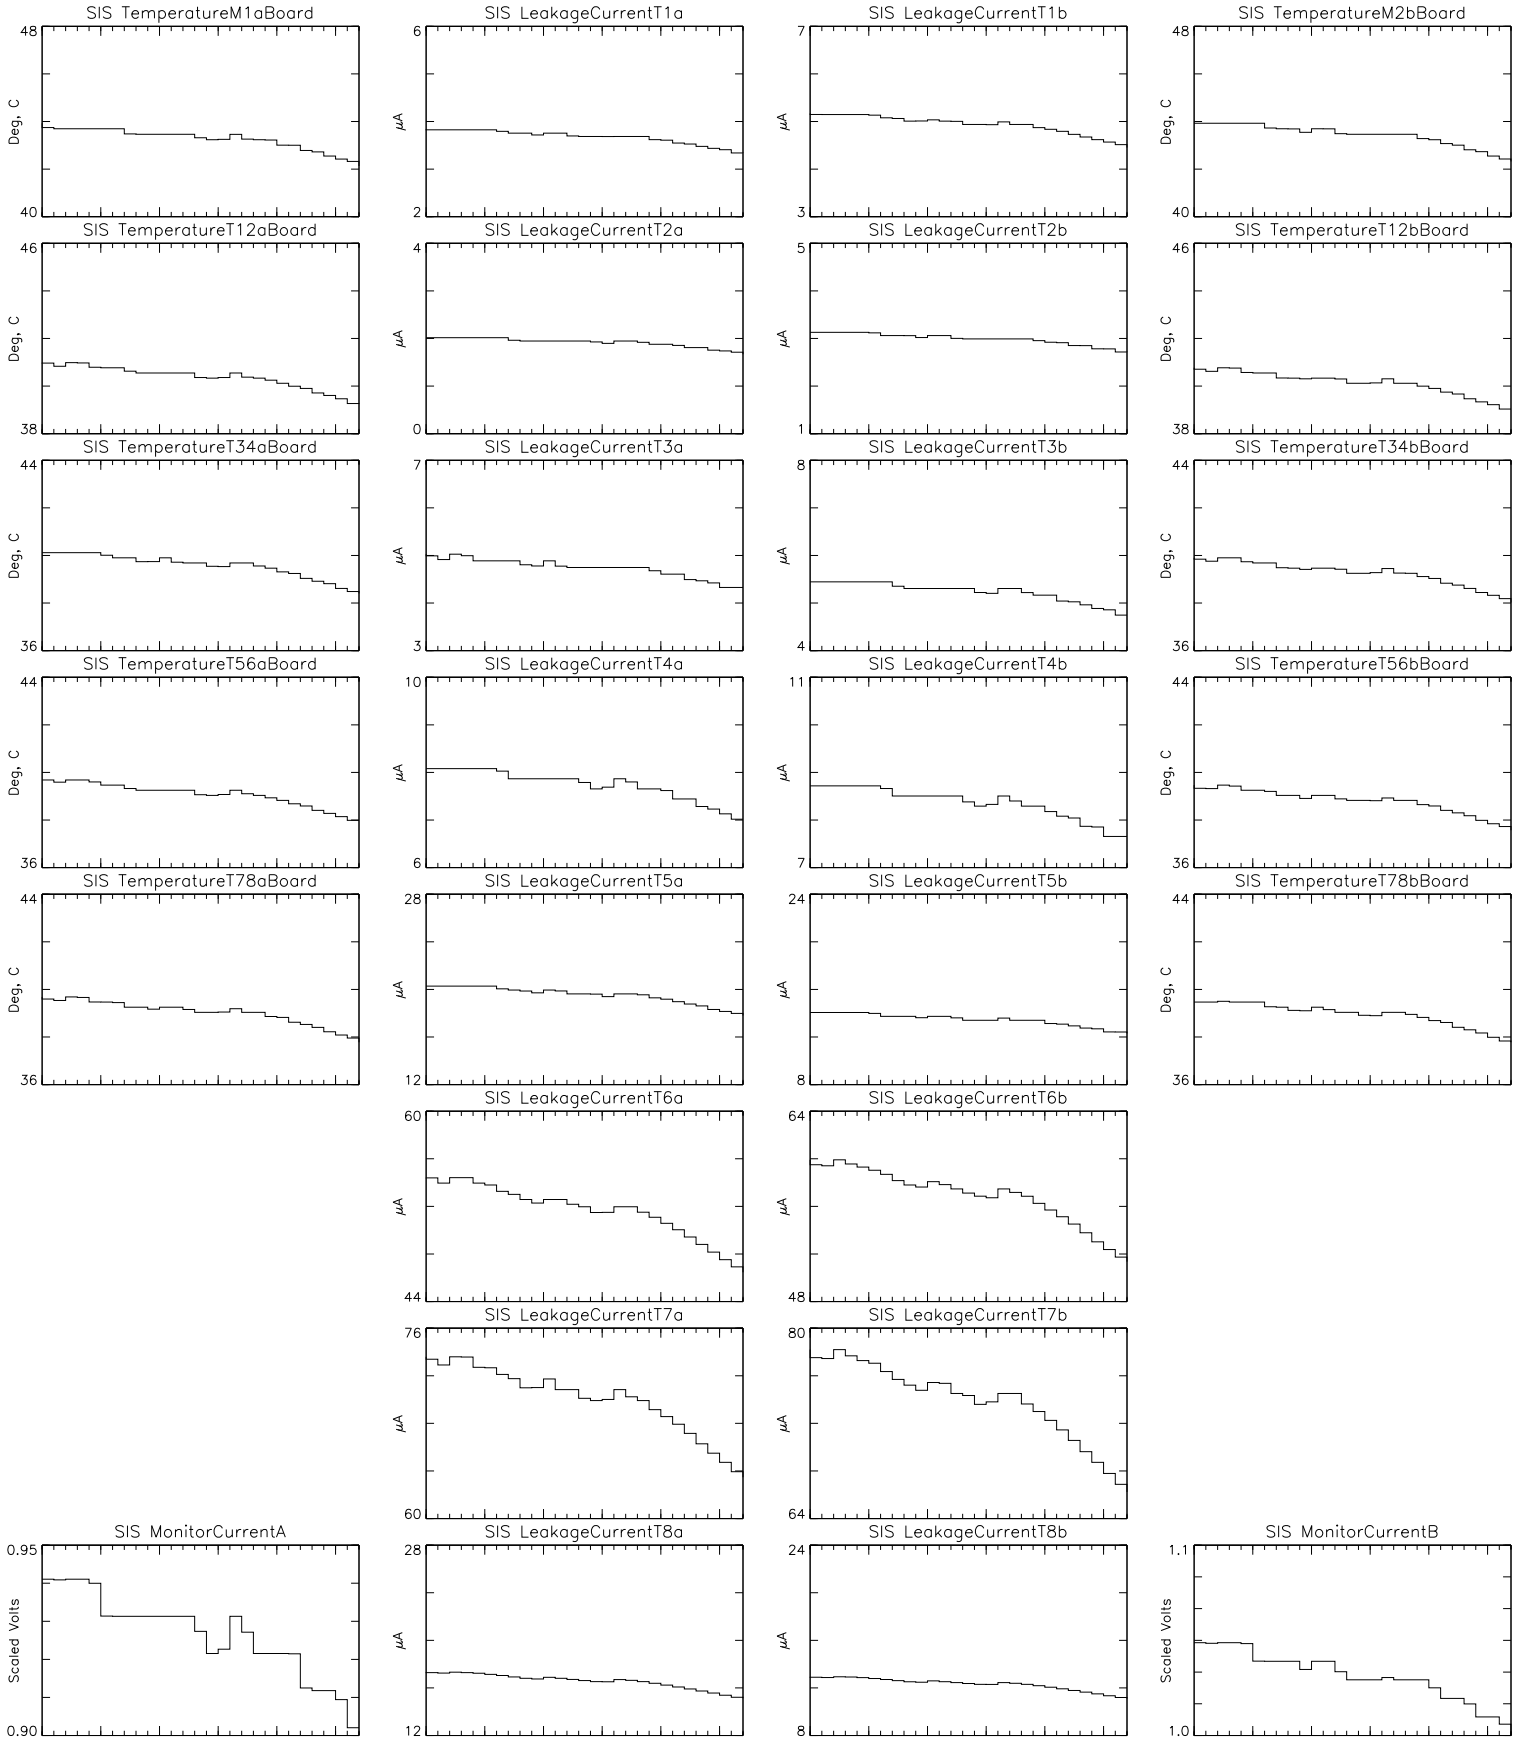 SIS TemperatureM1aBoard
SIS LeakageCurrentT1a
SIS LeakageCurrentT1b
SIS TemperatureM2bBoard
48
6
7
48
Deg, C
μA
μA
Deg, C
40
2
3
40
SIS TemperatureT12aBoard
SIS LeakageCurrentT2a
SIS LeakageCurrentT2b
SIS TemperatureT12bBoard
46
4
5
46
Deg, C
μA
μA
Deg, C
38
0
1
38
SIS TemperatureT34aBoard
SIS LeakageCurrentT3a
SIS LeakageCurrentT3b
SIS TemperatureT34bBoard
44
7
8
44
Deg, C
μA
μA
Deg, C
36
3
4
36
SIS TemperatureT56aBoard
SIS LeakageCurrentT4a
SIS LeakageCurrentT4b
SIS TemperatureT56bBoard
44
10
11
44
Deg, C
μA
μA
Deg, C
36
6
7
36
SIS TemperatureT78aBoard
SIS LeakageCurrentT5a
SIS LeakageCurrentT5b
SIS TemperatureT78bBoard
44
28
24
44
Deg, C
μA
μA
Deg, C
36
12
8
36
SIS LeakageCurrentT6a
SIS LeakageCurrentT6b
60
64
μA
μA
44
48
SIS LeakageCurrentT7a
SIS LeakageCurrentT7b
76
80
μA
μA
60
64
SIS MonitorCurrentA
SIS LeakageCurrentT8a
SIS LeakageCurrentT8b
SIS MonitorCurrentB
0.95
28
24
1.1
Scaled Volts
μA
μA
Scaled Volts
0.90
12
8
1.0